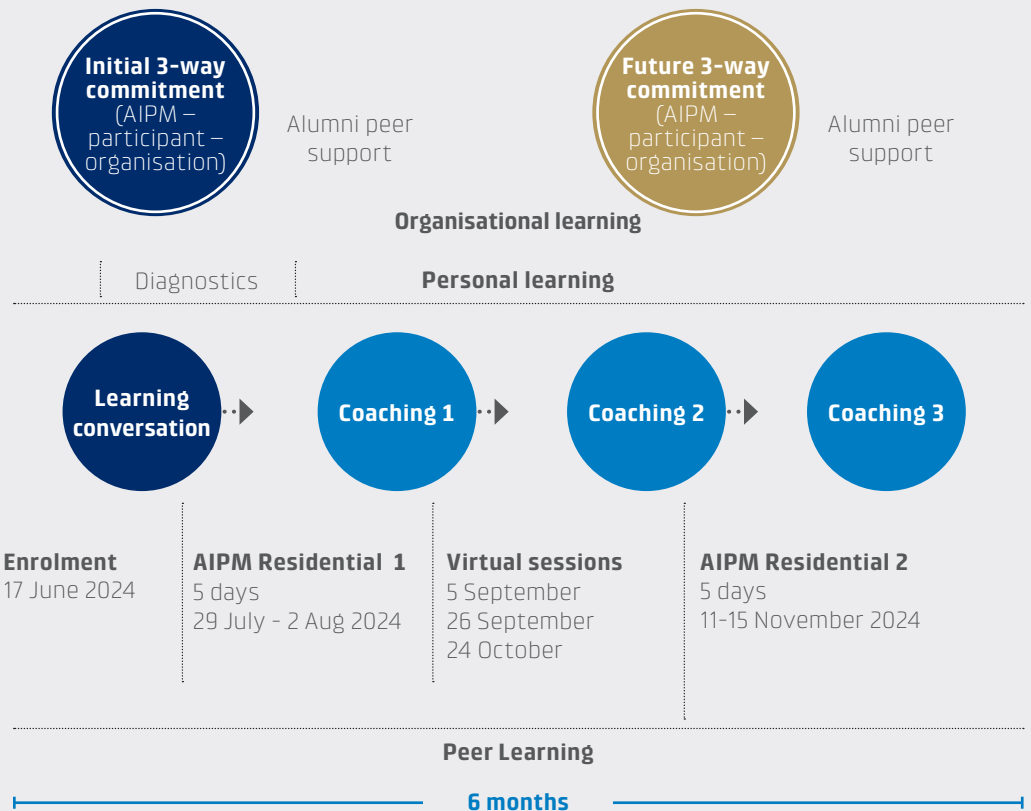 Initial 3-way
commitment
(AIPM –
participant –
organisation)
Alumni peer
support
Future 3-way
commitment
(AIPM –
participant –
organisation)
Alumni peer
support
Organisational learning
Diagnostics
Personal learning
Learning
conversation
Coaching 1
Coaching 2
Coaching 3
Enrolment
17 June 2024
AIPM Residential 1
5 days
29 July - 2 Aug 2024
Virtual sessions
5 September
26 September
24 October
AIPM Residential 2
5 days
11-15 November 2024
Peer Learning
6 months